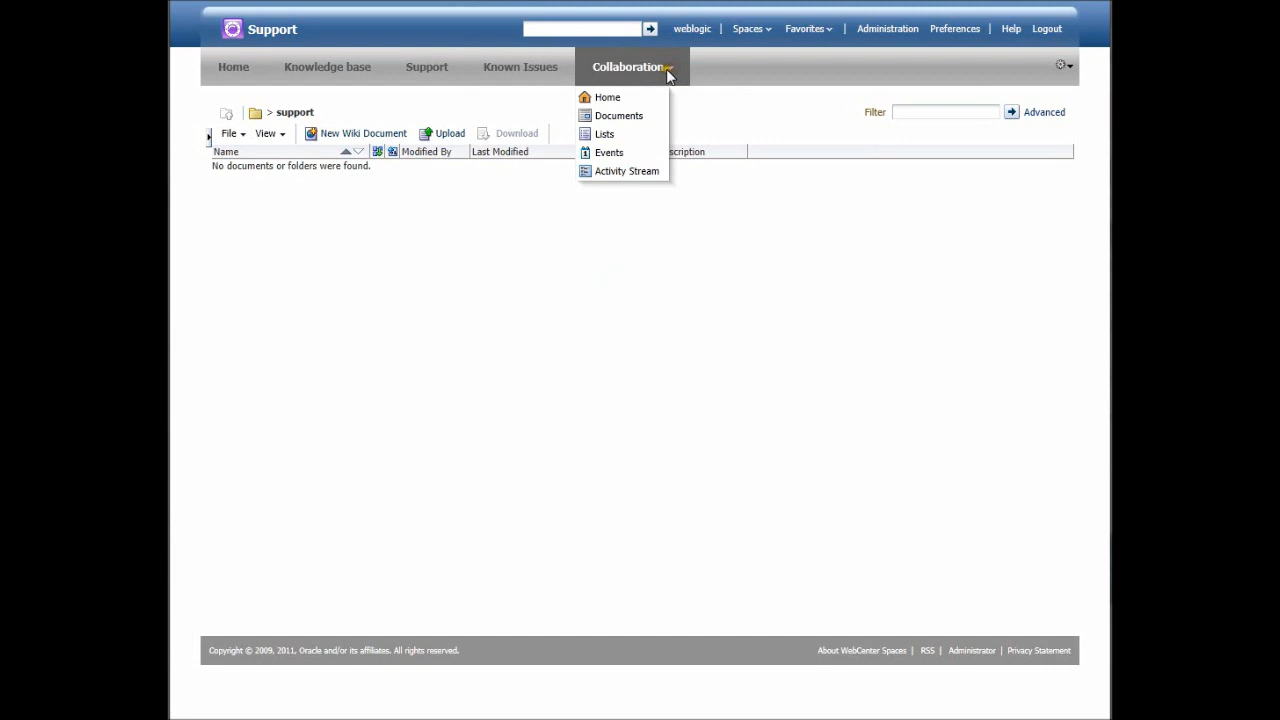 Support weblogic Spaces Favorites Administration Preferences Help Logout
Home Knowledge base Support Known Issues Collaboration
Home
> support Filter Advanced
Documents
File View New Wiki Document Upload Download Lists
Name Modified By Last Modified Events scription
No documents or folders were found. Activity Stream
Copyright © 2009, 2011, Oracle and/or its affiliates. All rights reserved. About WebCenter Spaces | RSS | Administrator | Privacy Statement